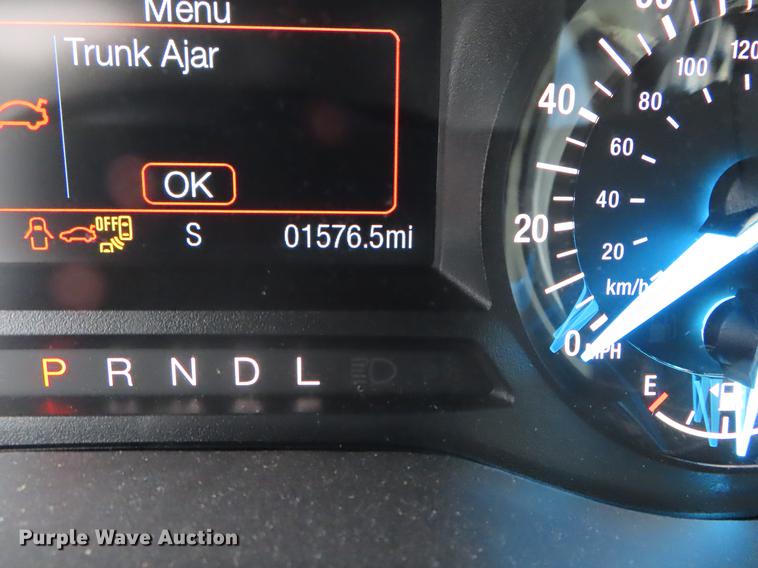 Menu
Trunk Ajar
OK
OFF
S
01576.5mi
P R N D L
0
20
40
20
40
60
80
100
120
km/h
MPH
E
Purple Wave Auction